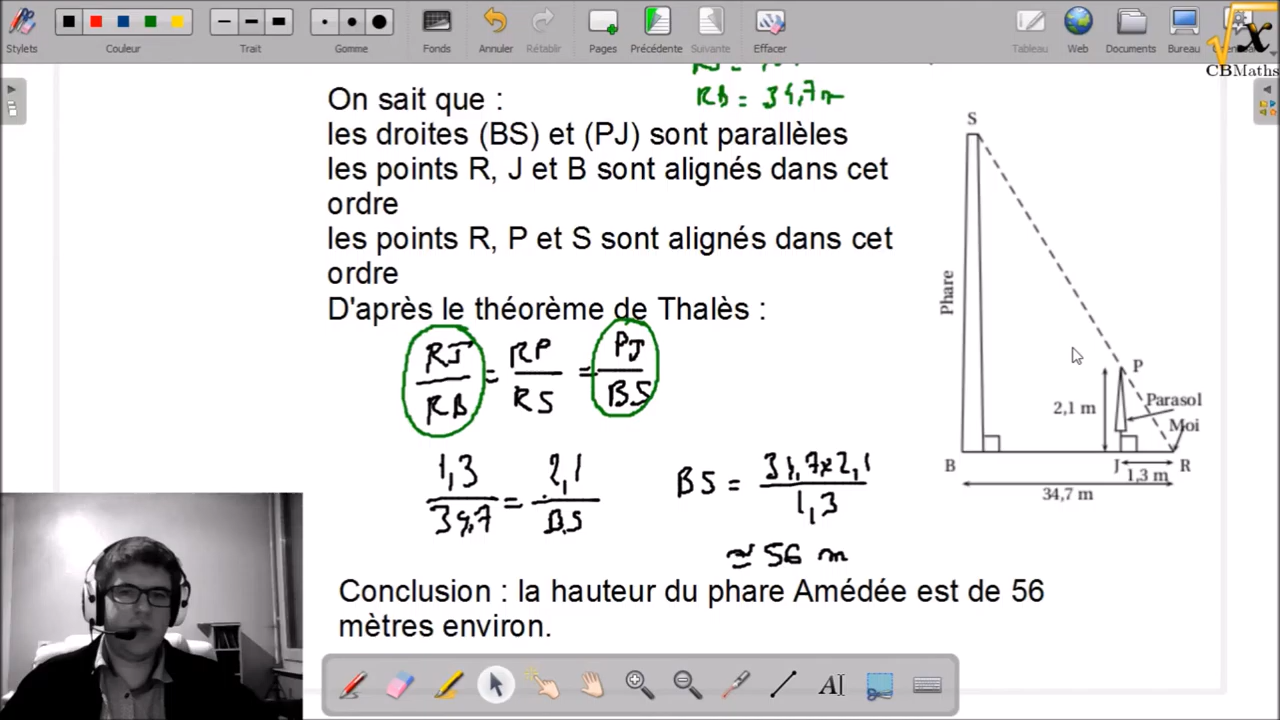 Stylets
Couleur
Trait
Gomme
Fonds
Annuler
Rétablir
Pages
Précédente
Suivante
Effacer
Tableau
Web
Documents
Bureau
CBMaths
RB = 34,7 m
On sait que :
les droites (BS) et (PJ) sont parallèles
les points R, J et B sont alignés dans cet
ordre
les points R, P et S sont alignés dans cet
ordre
D'après le théorème de Thalès :
RJ/RB = RP/RS = PJ/BS
1,3/34,7 = 2,1/BS
BS = 34,7x2,1/1,3
≈ 56 m
Conclusion : la hauteur du phare Amédée est de 56
mètres environ.
S
Phare
P
2,1 m
Parasol
Moi
B
J
R
1,3 m
34,7 m